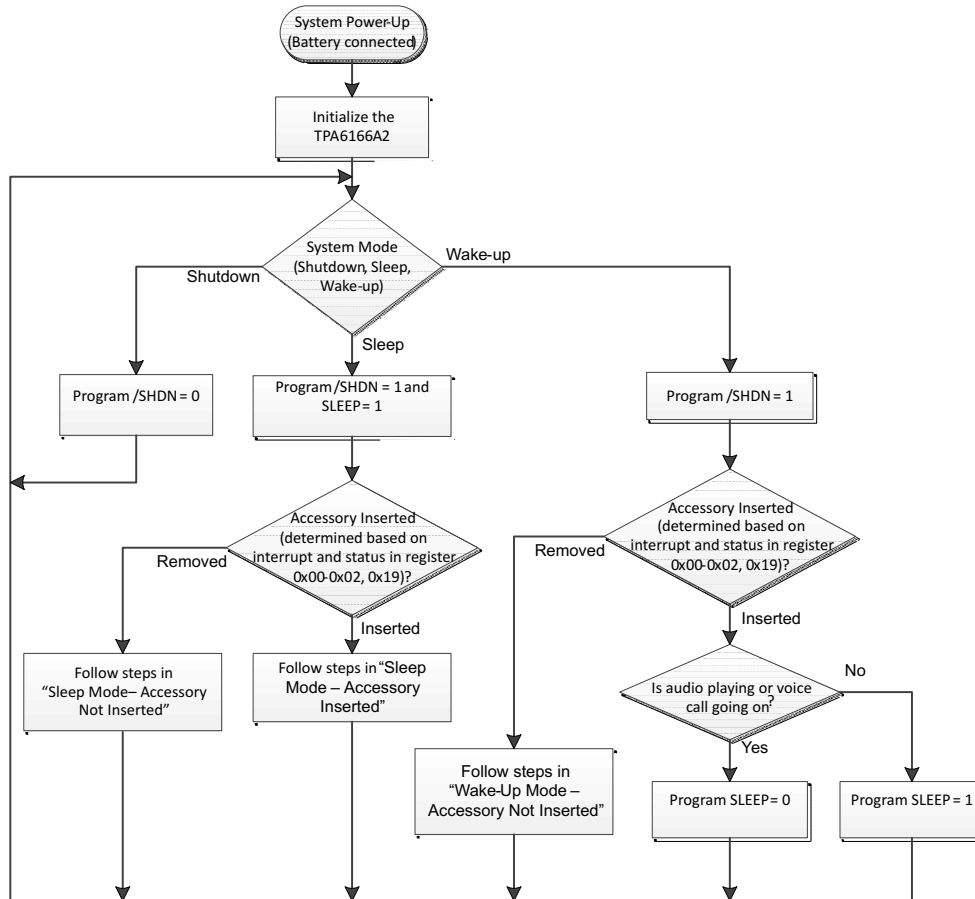 System Power-Up
(Battery connected)
Initialize the
TPA6166A2
System Mode
(Shutdown, Sleep,
Wake-up)
Wake-up
Shutdown
Sleep
Program /SHDN = 0
Program /SHDN = 1 and
SLEEP = 1
Program /SHDN = 1
Accessory Inserted
(determined based on
interrupt and status in register
0x00-0x02, 0x19)?
Removed
Inserted
Accessory Inserted
(determined based on
interrupt and status in register
0x00-0x02, 0x19)?
Removed
Inserted
Follow steps in
“Sleep Mode– Accessory
Not Inserted”
Follow steps in “Sleep
Mode – Accessory
Inserted”
Is audio playing or voice
call going on?
No
Yes
Follow steps in
“Wake-Up Mode –
Accessory Not Inserted”
Program SLEEP = 0
Program SLEEP = 1